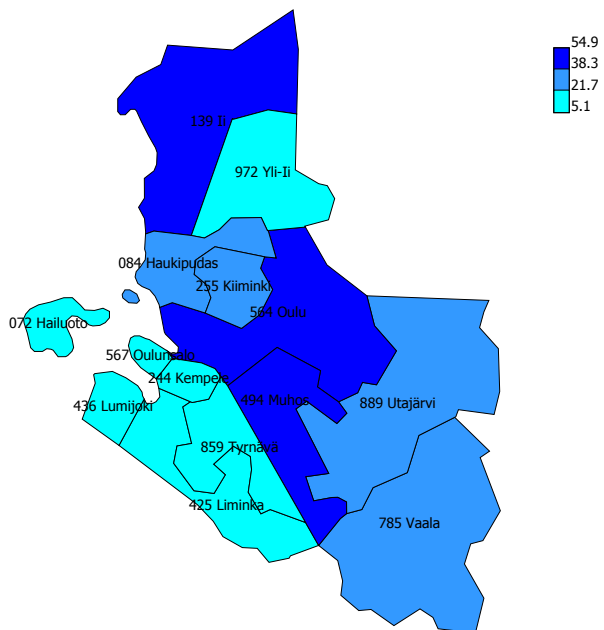 54.9
38.3
21.7
5.1
139 Ii
972 Yli-Ii
084 Haukipudas
255 Kiiminki
564 Oulu
072 Hailuoto
567 Oulunsalo
244 Kempele
436 Lumijoki
494 Muhos
889 Utajärvi
859 Tyrnävä
425 Liminka
785 Vaala